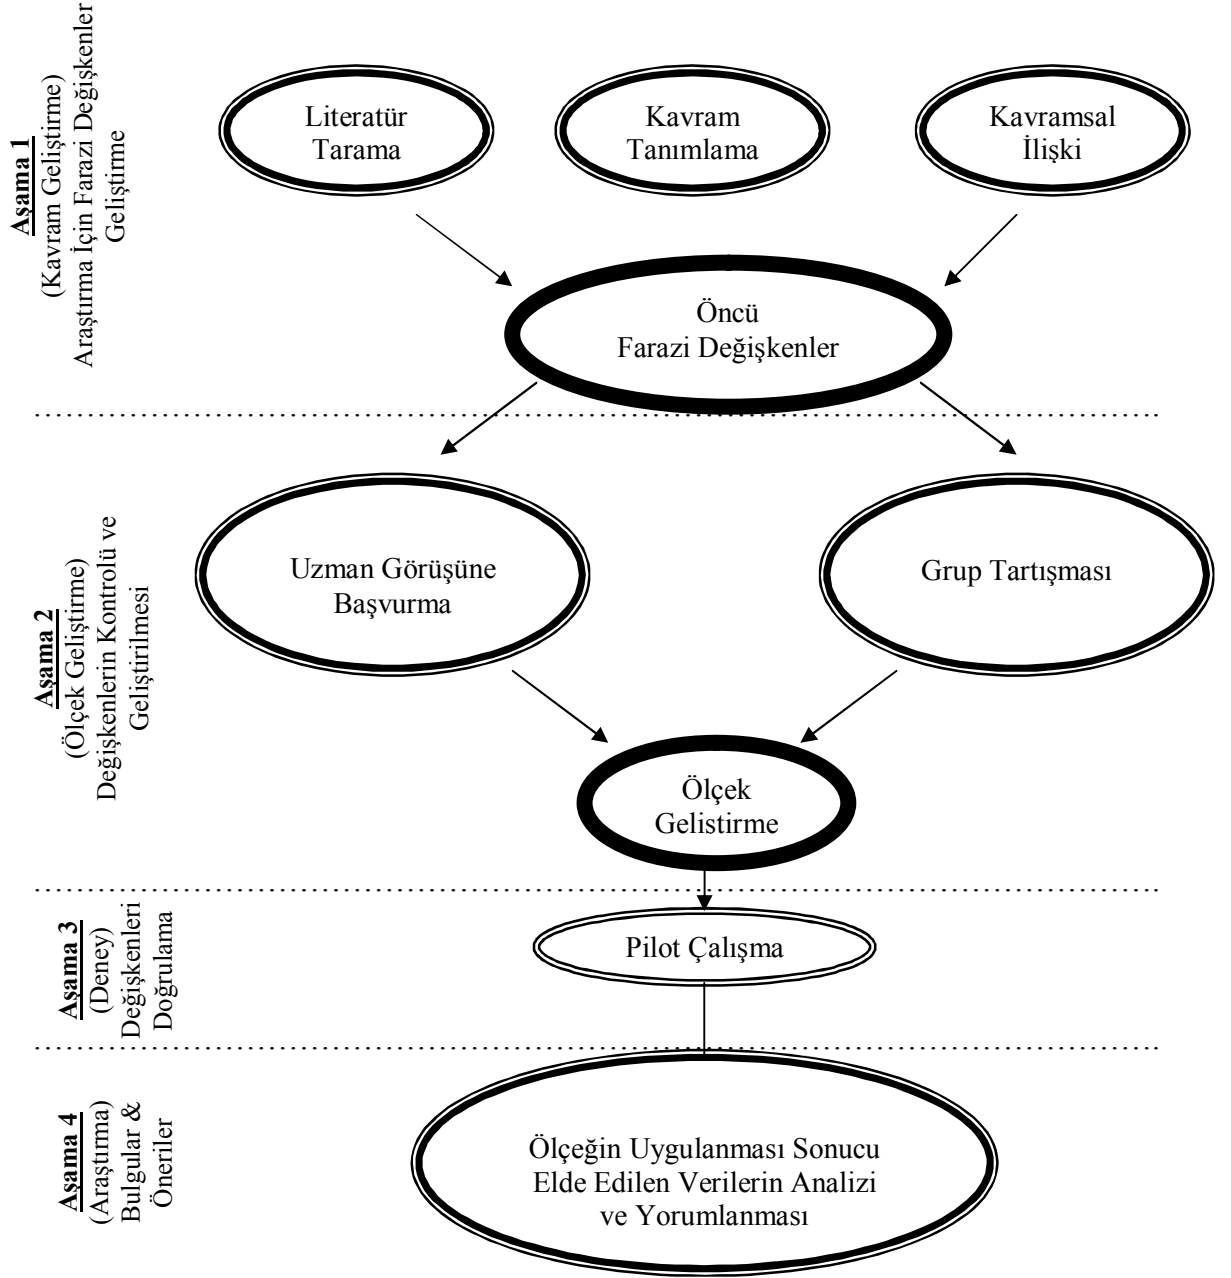 Aşama 1
(Kavram Geliştirme)
Araştırma İçin Farazi Değişkenler
Geliştirme
Literatür
Tarama
Kavram
Tanımlama
Kavramsal
İlişki
Öncü
Farazi Değişkenler
Aşama 2
(Ölçek Geliştirme)
Değişkenlerin Kontrolü ve
Geliştirilmesi
Uzman Görüşüne
Başvurma
Grup Tartışması
Ölçek
Gelistirme
Aşama 3
(Deney)
Değişkenleri
Doğrulama
Pilot Çalışma
Aşama 4
(Araştırma)
Bulgular &
Öneriler
Ölçeğin Uygulanması Sonucu
Elde Edilen Verilerin Analizi
ve Yorumlanması